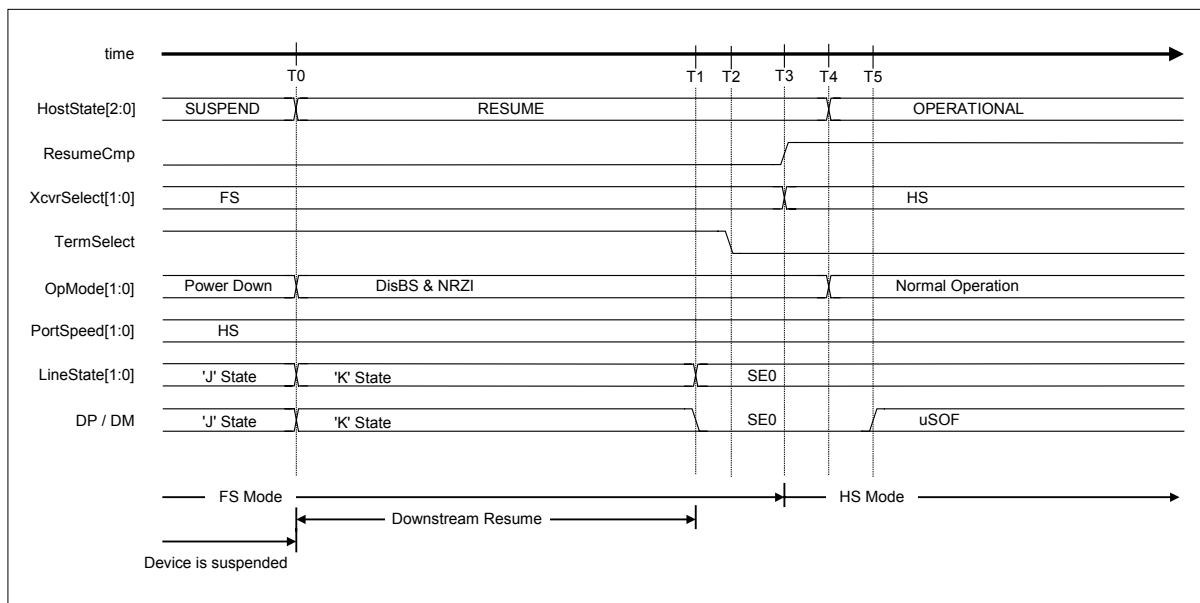 time
T0 T1 T2 T3 T4 T5
HostState[2:0] SUSPEND RESUME OPERATIONAL
ResumeCmp
XcvrSelect[1:0] FS HS
TermSelect
OpMode[1:0] Power Down DisBS & NRZI Normal Operation
PortSpeed[1:0] HS
LineState[1:0] 'J' State 'K' State SE0
DP / DM 'J' State 'K' State SE0 uSOF
FS Mode HS Mode
Downstream Resume
Device is suspended